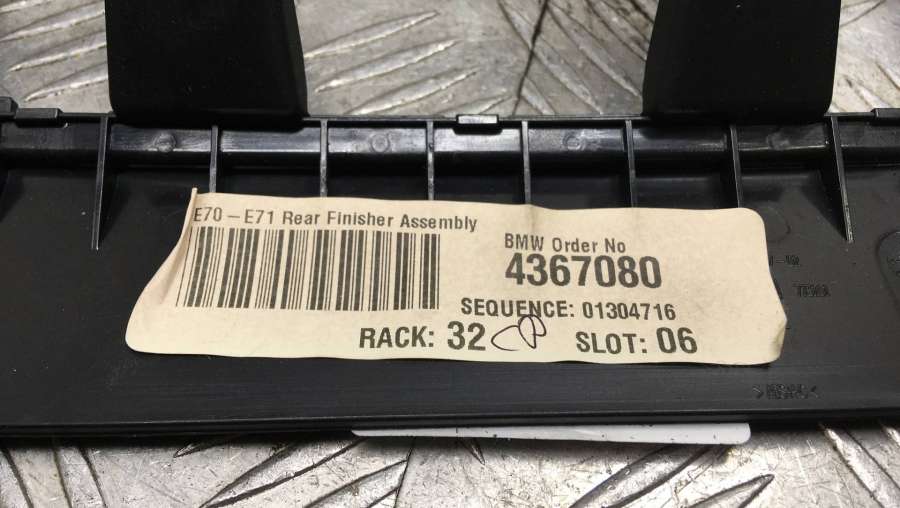 E70 – E71 Rear Finisher Assembly
BMW Order No
4367080
SEQUENCE: 01304716
RACK: 32
SLOT: 06